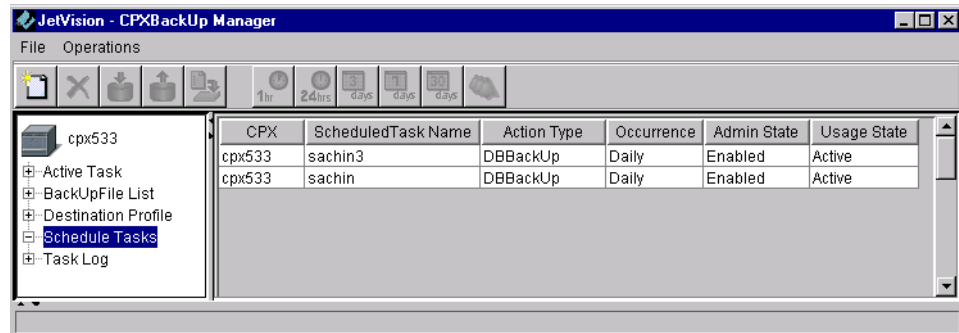 JetVision - CPXBackUp Manager
File Operations
1hr 24hrs 3 days 7 days 30 days
cpx533
Active Task
BackUpFile List
Destination Profile
Schedule Tasks
Task Log
CPX ScheduledTask Name Action Type Occurrence Admin State Usage State
cpx533 sachin3 DBBackUp Daily Enabled Active
cpx533 sachin DBBackUp Daily Enabled Active